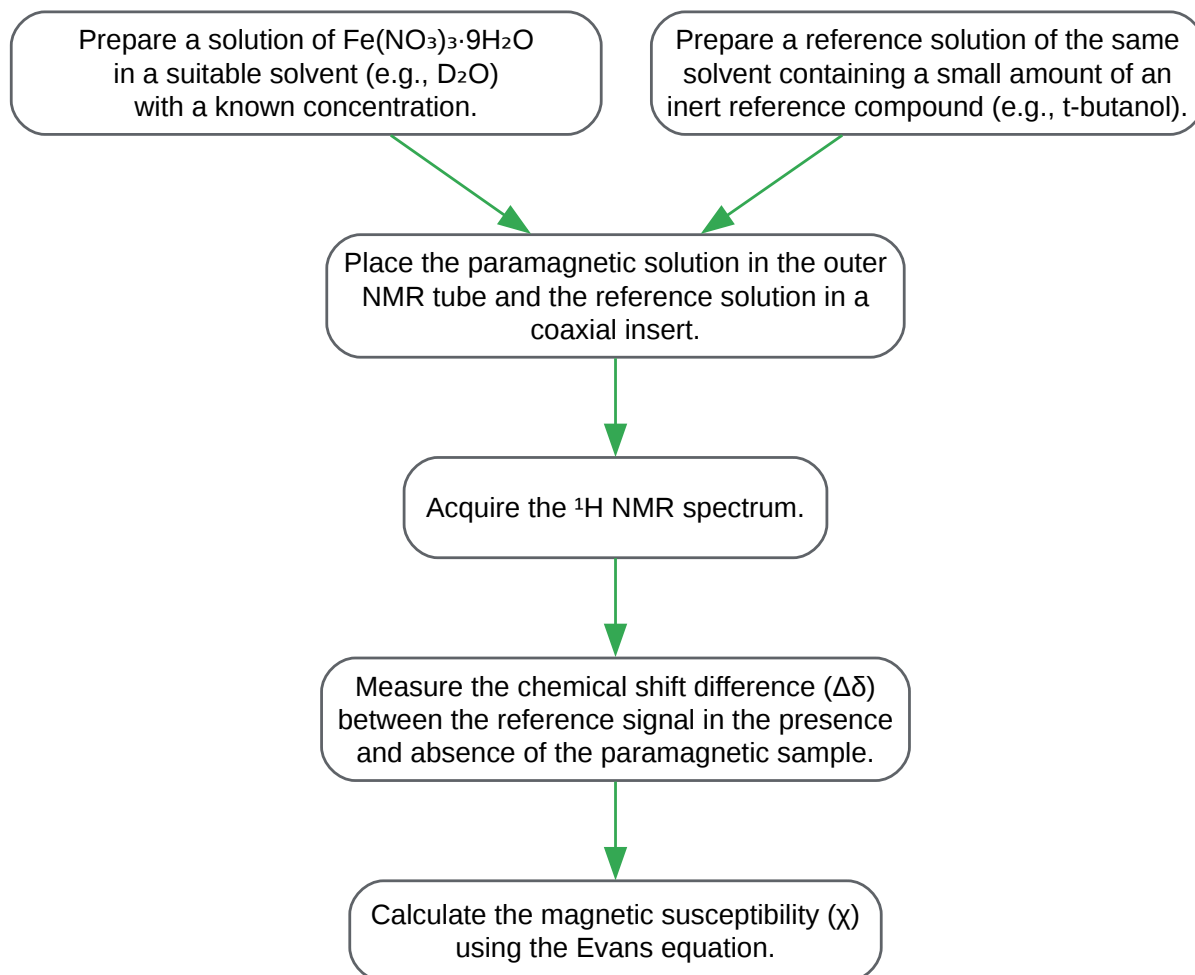 Prepare a solution of Fe(NO₃)₃·9H₂O
in a suitable solvent (e.g., D₂O)
with a known concentration.
Prepare a reference solution of the same
solvent containing a small amount of an
inert reference compound (e.g., t-butanol).
Place the paramagnetic solution in the outer
NMR tube and the reference solution in a
coaxial insert.
Acquire the ¹H NMR spectrum.
Measure the chemical shift difference (Δδ)
between the reference signal in the presence
and absence of the paramagnetic sample.
Calculate the magnetic susceptibility (χ)
using the Evans equation.